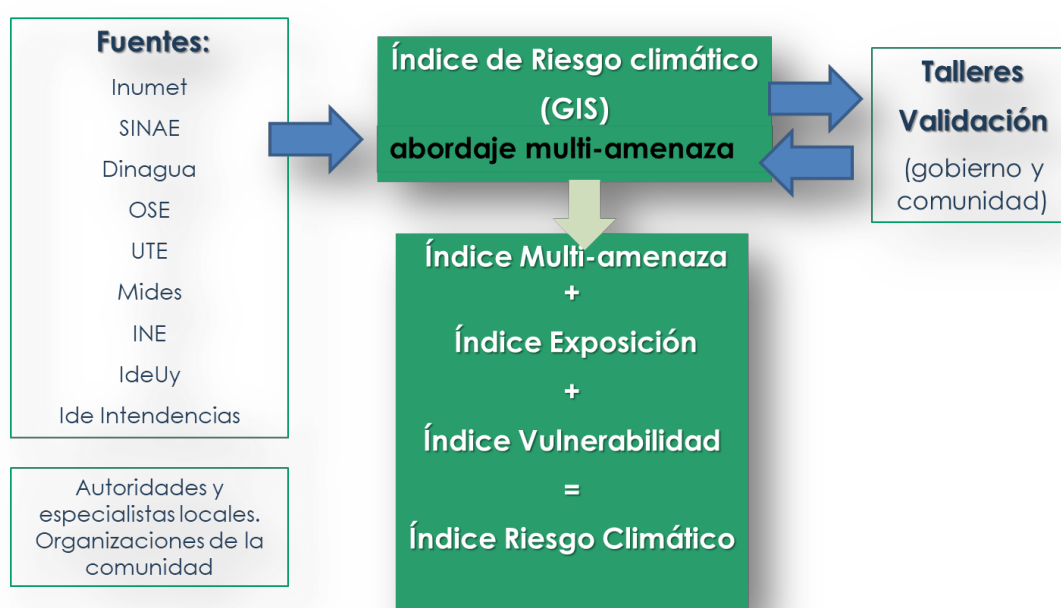 Fuentes:
Inumet
SINAE
Dinagua
OSE
UTE
Mides
INE
IdeUy
Ide Intendencias
Autoridades y
especialistas locales.
Organizaciones de la
comunidad
Índice de Riesgo climático
(GIS)
abordaje multi-amenaza
Índice Multi-amenaza
+
Índice Exposición
+
Índice Vulnerabilidad
=
Índice Riesgo Climático
Talleres
Validación
(gobierno y
comunidad)